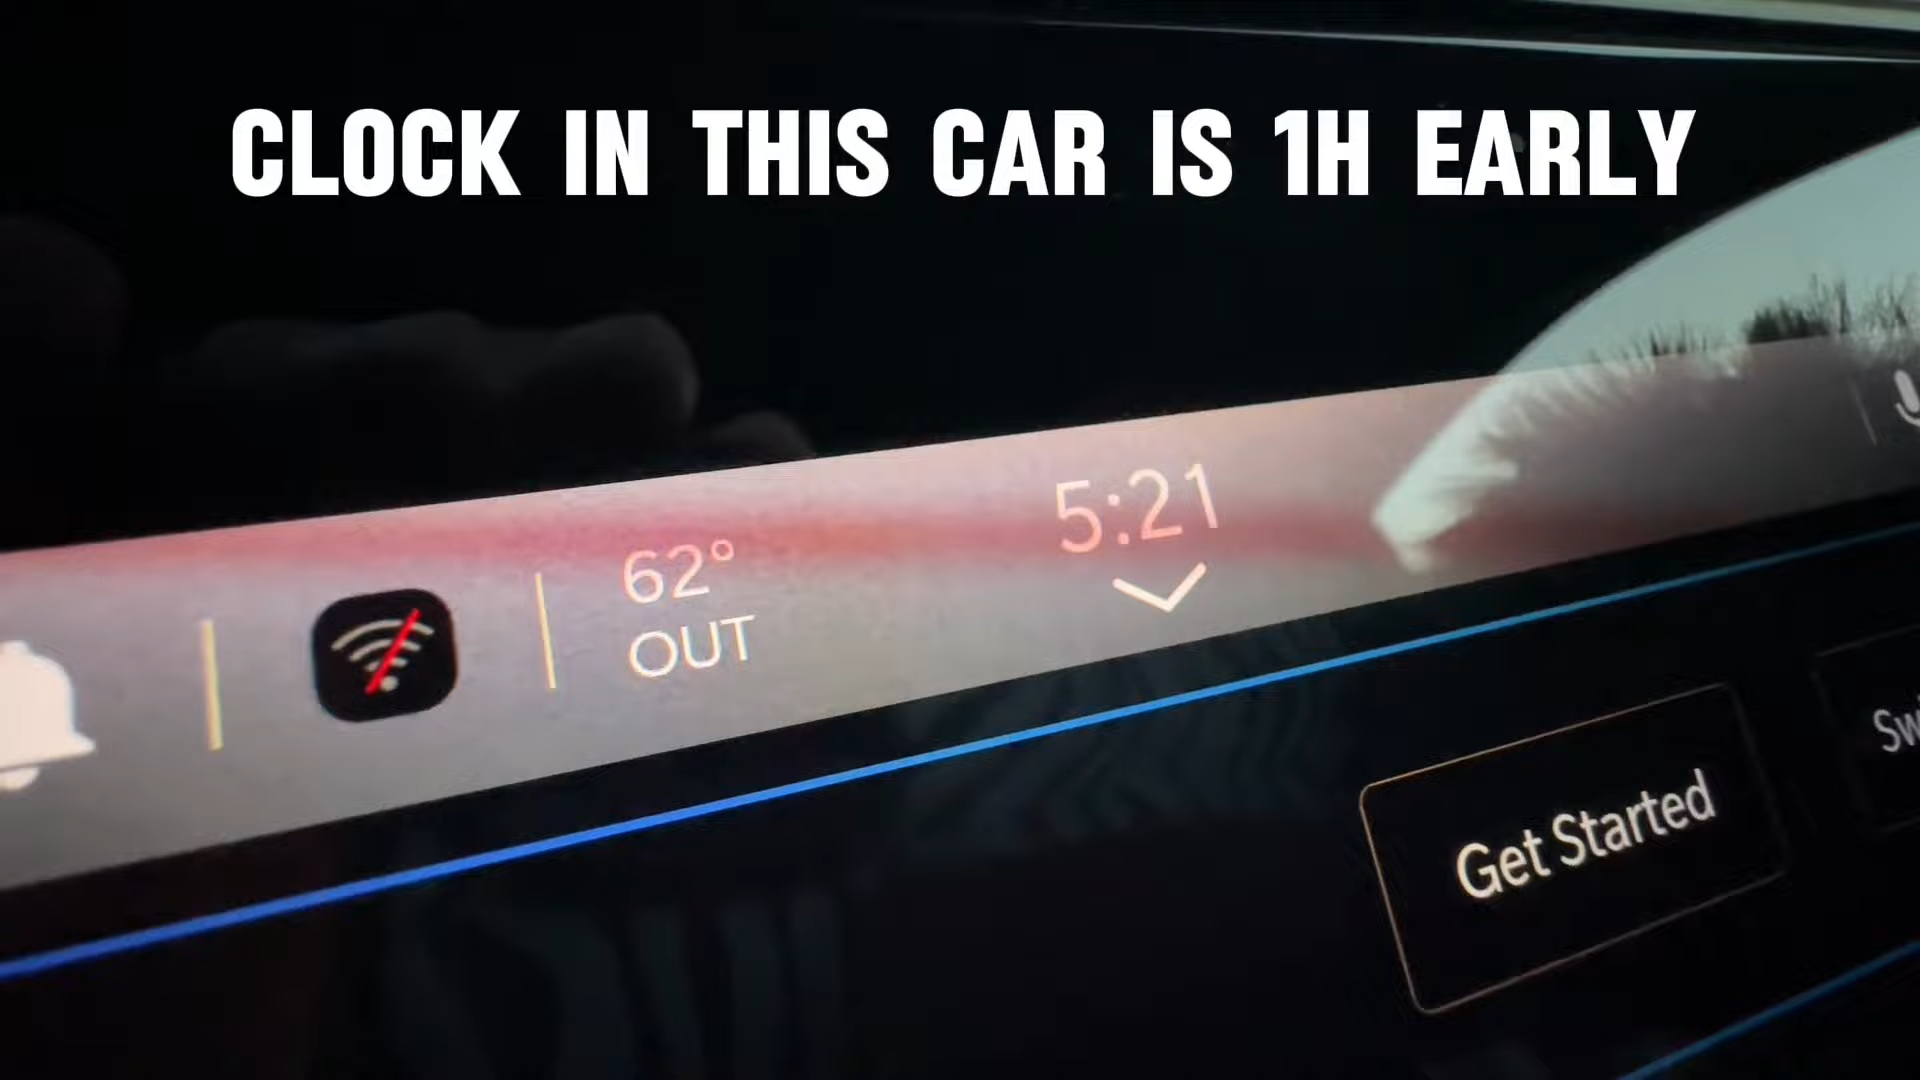 CLOCK IN THIS CAR IS 1H EARLY
5:21
62°
OUT
Get Started